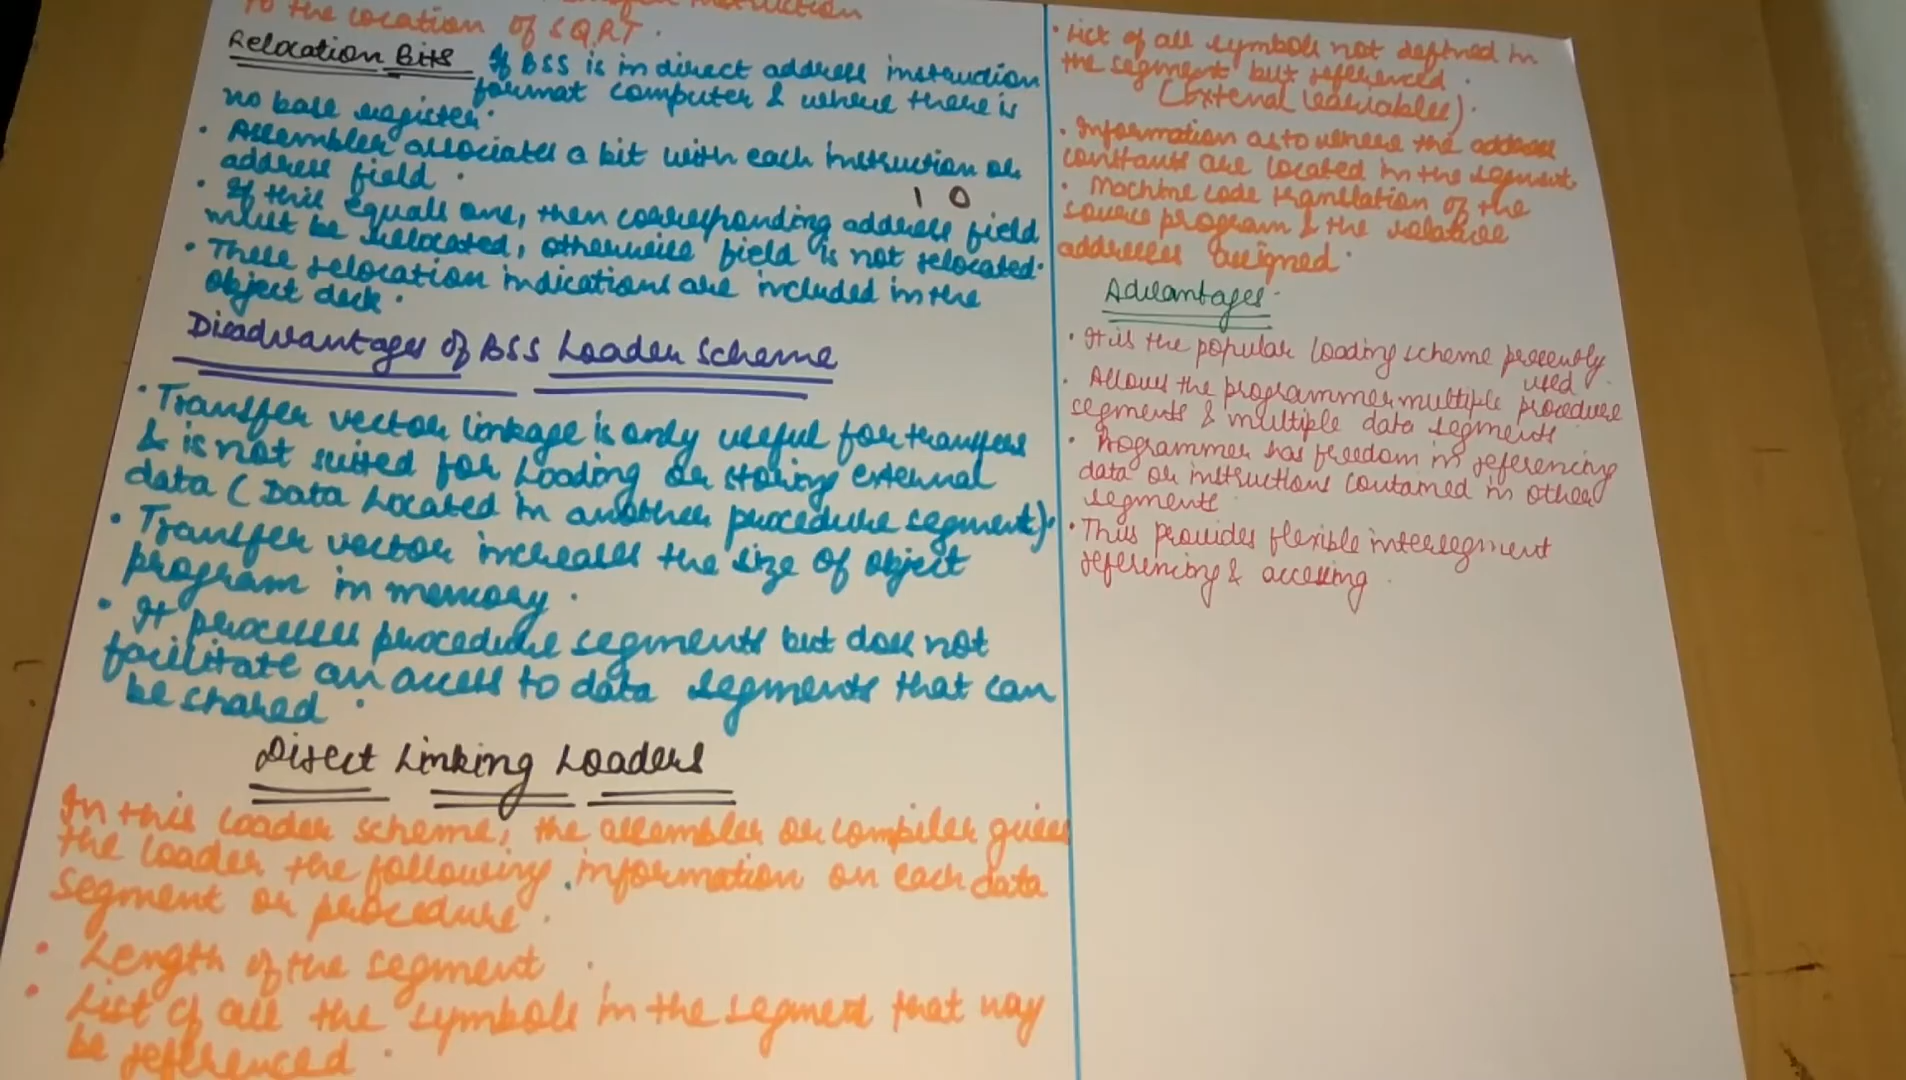 to the location of SQRT.
Relocation Bits If BSS is in direct address instruction
format computer & where there is
no base register.
• Assembler associates a bit with each instruction or
address field.
1 0
• If this equals one, then corresponding address field
must be relocated, otherwise field is not relocated.
• These relocation indications are included in the
object deck.
Disadvantages of BSS Loader Scheme
• Transfer vector linkage is only useful for transfers
& is not suited for Loading or storing external
data (Data Located in another procedure segment).
• Transfer vector increases the size of object
program in memory.
• It processes procedure segments but does not
facilitate an access to data segments that can
be shared.
Direct Linking Loaders
In this Loader scheme, the assembler or compiler gives
the loader the following information on each data
segment or procedure.
• Length of the segment.
• List of all the symbols in the segment that may
be referenced.
• List of all symbols not defined in
the segment but referenced.
(External Variables).
• Information as to where the address
constants are located in the segment
• Machine code translation of the
source program & the relative
addresses assigned.
Advantages
• It is the popular loading scheme presently
used
• Allows the programmer multiple procedure
segments & multiple data segments
• Programmer has freedom in referencing
data or instructions contained in other
segments
• This provides flexible intersegment
referencing & accessing.